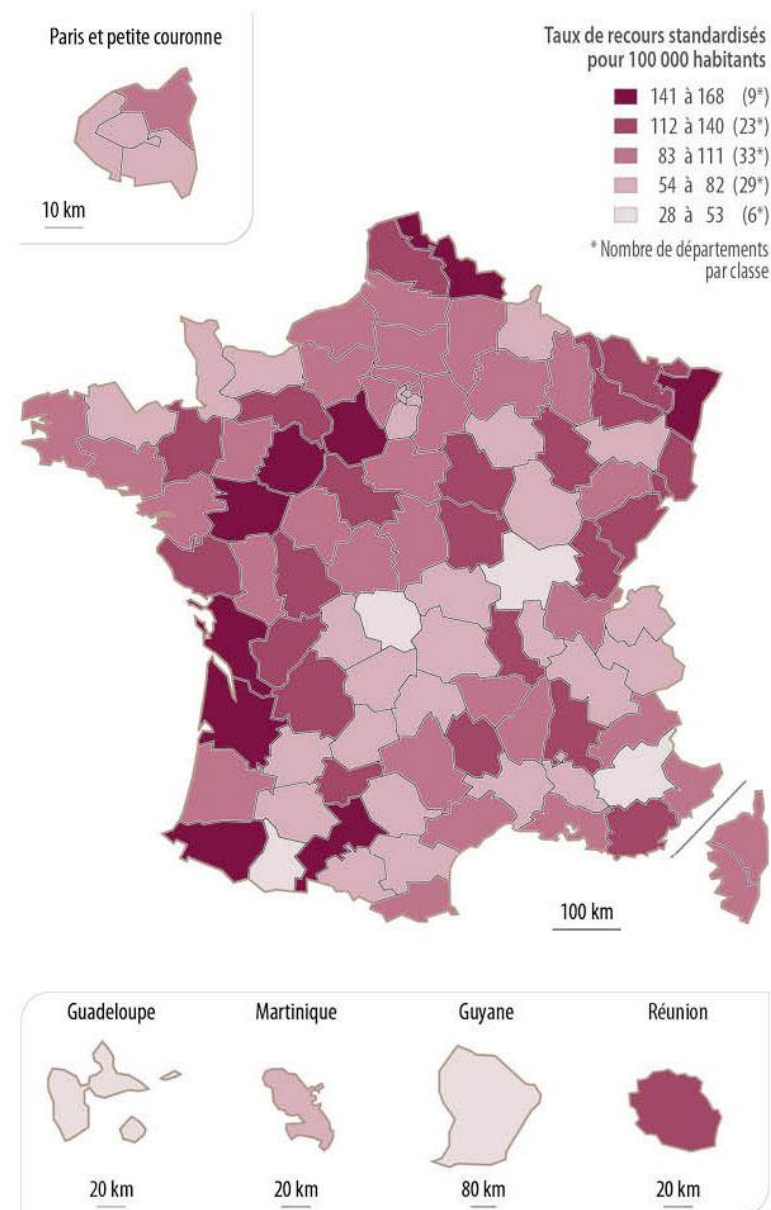 Paris et petite couronne
10 km
Taux de recours standardisés
pour 100 000 habitants
141 à 168 (9*)
112 à 140 (23*)
83 à 111 (33*)
54 à 82 (29*)
28 à 53 (6*)
* Nombre de départements
par classe
100 km
Guadeloupe
20 km
Martinique
20 km
Guyane
80 km
Réunion
20 km